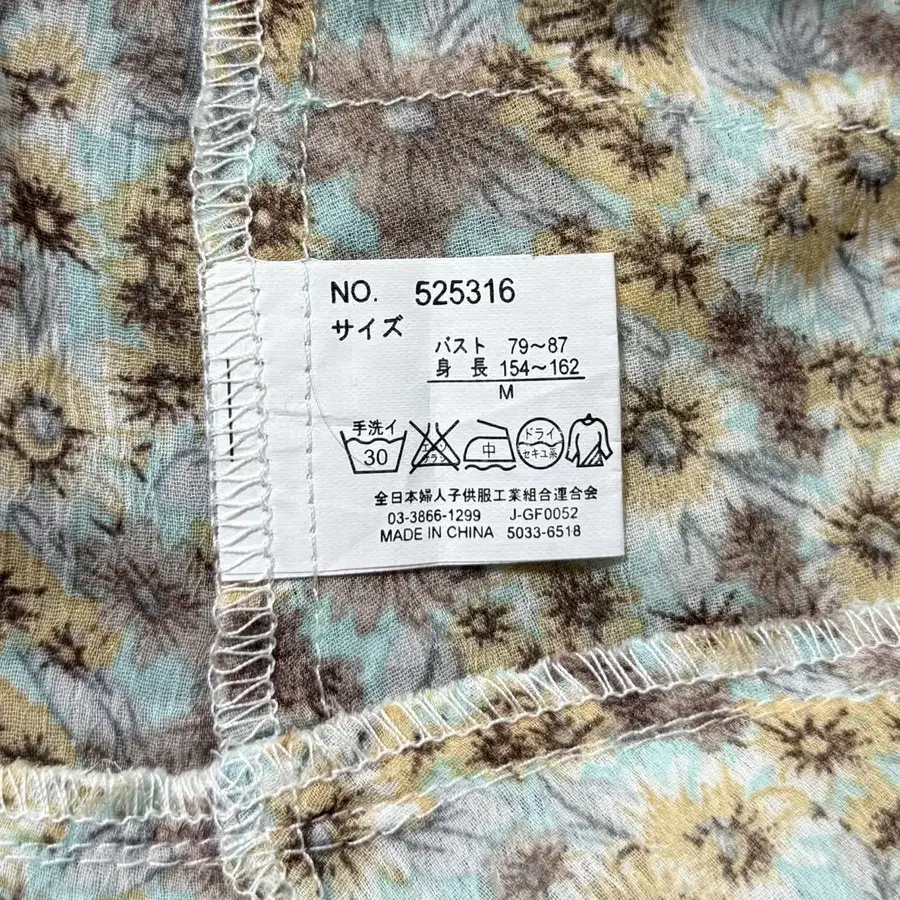 NO. 525316
サイズ
バスト 79〜87
身長 154〜162
M
手洗イ
30
中
ドライ
セキユ系
全日本婦人子供服工業組合連合会
03-3866-1299 J-GF0052
MADE IN CHINA 5033-6518